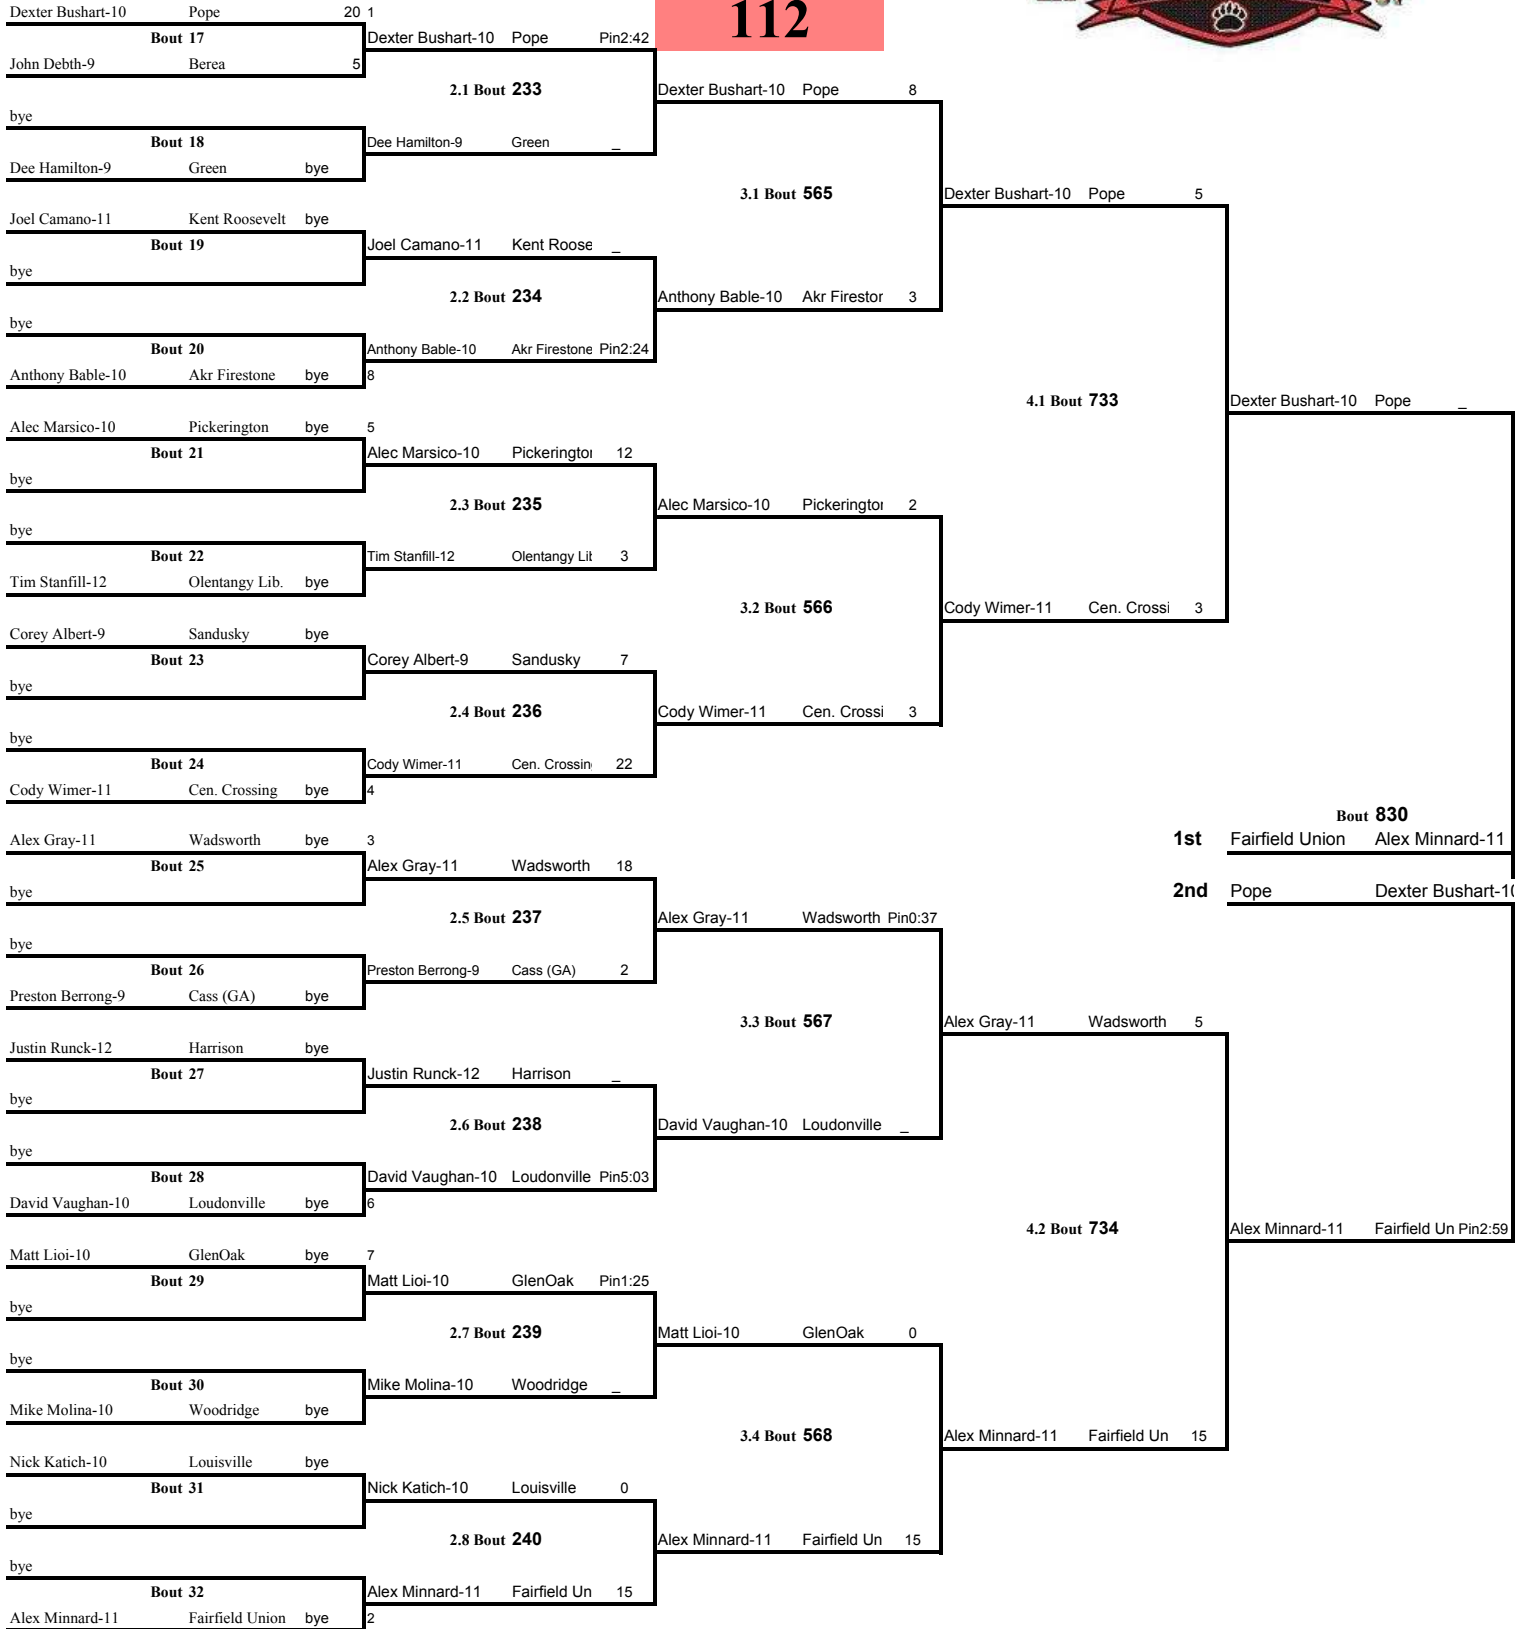 112
Dexter Bushart-10 Pope 20 1
Bout 17
John Debth-9 Berea 5
bye
Bout 18
Dee Hamilton-9 Green bye
Joel Camano-11 Kent Roosevelt bye
Bout 19
bye
bye
Bout 20
Anthony Bable-10 Akr Firestone bye 8
Alec Marsico-10 Pickerington bye 5
Bout 21
bye
bye
Bout 22
Tim Stanfill-12 Olentangy Lib. bye
Corey Albert-9 Sandusky bye
Bout 23
bye
bye
Bout 24
Cody Wimer-11 Cen. Crossing bye 4
Alex Gray-11 Wadsworth bye 3
Bout 25
bye
bye
Bout 26
Preston Berrong-9 Cass (GA) bye
Justin Runck-12 Harrison bye
Bout 27
bye
bye
Bout 28
David Vaughan-10 Loudonville bye 6
Matt Lioi-10 GlenOak bye 7
Bout 29
bye
bye
Bout 30
Mike Molina-10 Woodridge bye
Nick Katich-10 Louisville bye
Bout 31
bye
bye
Bout 32
Alex Minnard-11 Fairfield Union bye 2
Dexter Bushart-10 Pope Pin2:42
2.1 Bout 233
Dee Hamilton-9 Green _
Joel Camano-11 Kent Roose _
2.2 Bout 234
Anthony Bable-10 Akr Firestone Pin2:24
Alec Marsico-10 Pickerington 12
2.3 Bout 235
Tim Stanfill-12 Olentangy Lib 3
Corey Albert-9 Sandusky 7
2.4 Bout 236
Cody Wimer-11 Cen. Crossing 22
Alex Gray-11 Wadsworth 18
2.5 Bout 237
Preston Berrong-9 Cass (GA) 2
Justin Runck-12 Harrison _
2.6 Bout 238
David Vaughan-10 Loudonville Pin5:03
Matt Lioi-10 GlenOak Pin1:25
2.7 Bout 239
Mike Molina-10 Woodridge _
Nick Katich-10 Louisville 0
2.8 Bout 240
Alex Minnard-11 Fairfield Un 15
Dexter Bushart-10 Pope 8
3.1 Bout 565
Anthony Bable-10 Akr Firestor 3
Alec Marsico-10 Pickerington 2
3.2 Bout 566
Cody Wimer-11 Cen. Crossi 3
Alex Gray-11 Wadsworth Pin0:37
3.3 Bout 567
David Vaughan-10 Loudonville _
Matt Lioi-10 GlenOak 0
3.4 Bout 568
Alex Minnard-11 Fairfield Un 15
Dexter Bushart-10 Pope 5
4.1 Bout 733
Cody Wimer-11 Cen. Crossi 3
Alex Gray-11 Wadsworth 5
4.2 Bout 734
Alex Minnard-11 Fairfield Un 15
Dexter Bushart-10 Pope _
Bout 830
1st Fairfield Union Alex Minnard-11
2nd Pope Dexter Bushart-10
Alex Minnard-11 Fairfield Un Pin2:59